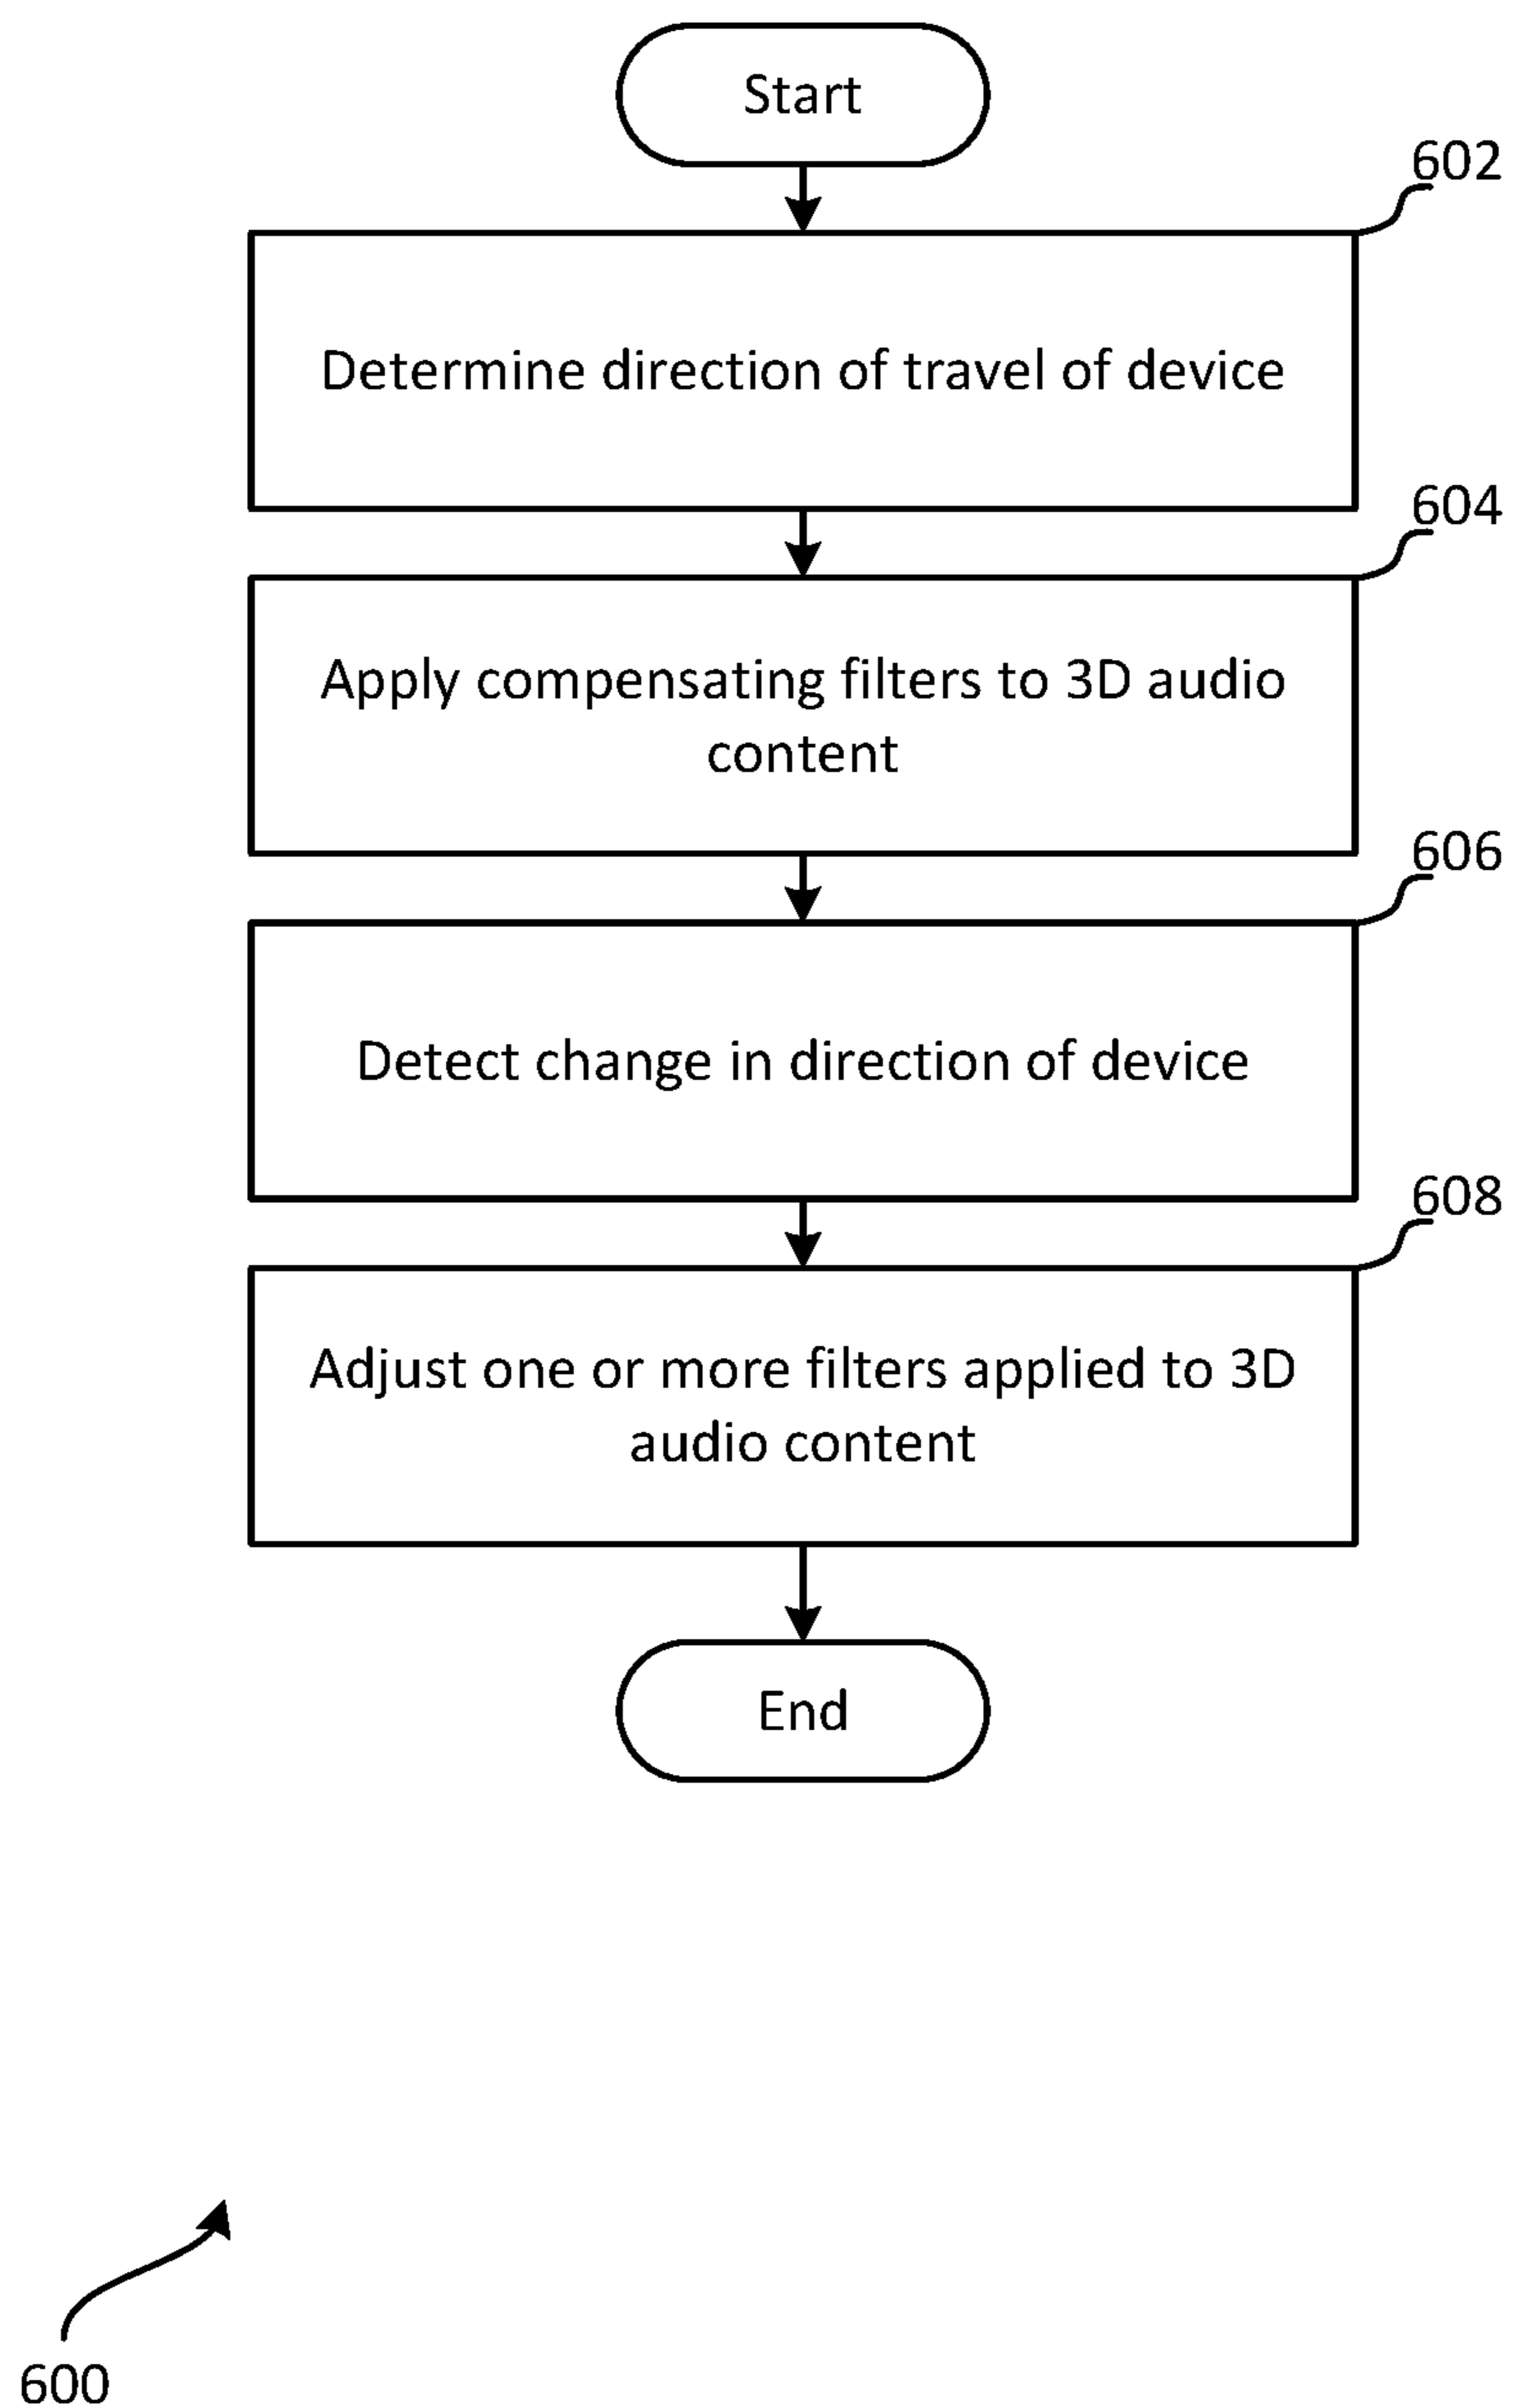 Start
602
Determine direction of travel of device
604
Apply compensating filters to 3D audio
content
606
Detect change in direction of device
608
Adjust one or more filters applied to 3D
audio content
End
600